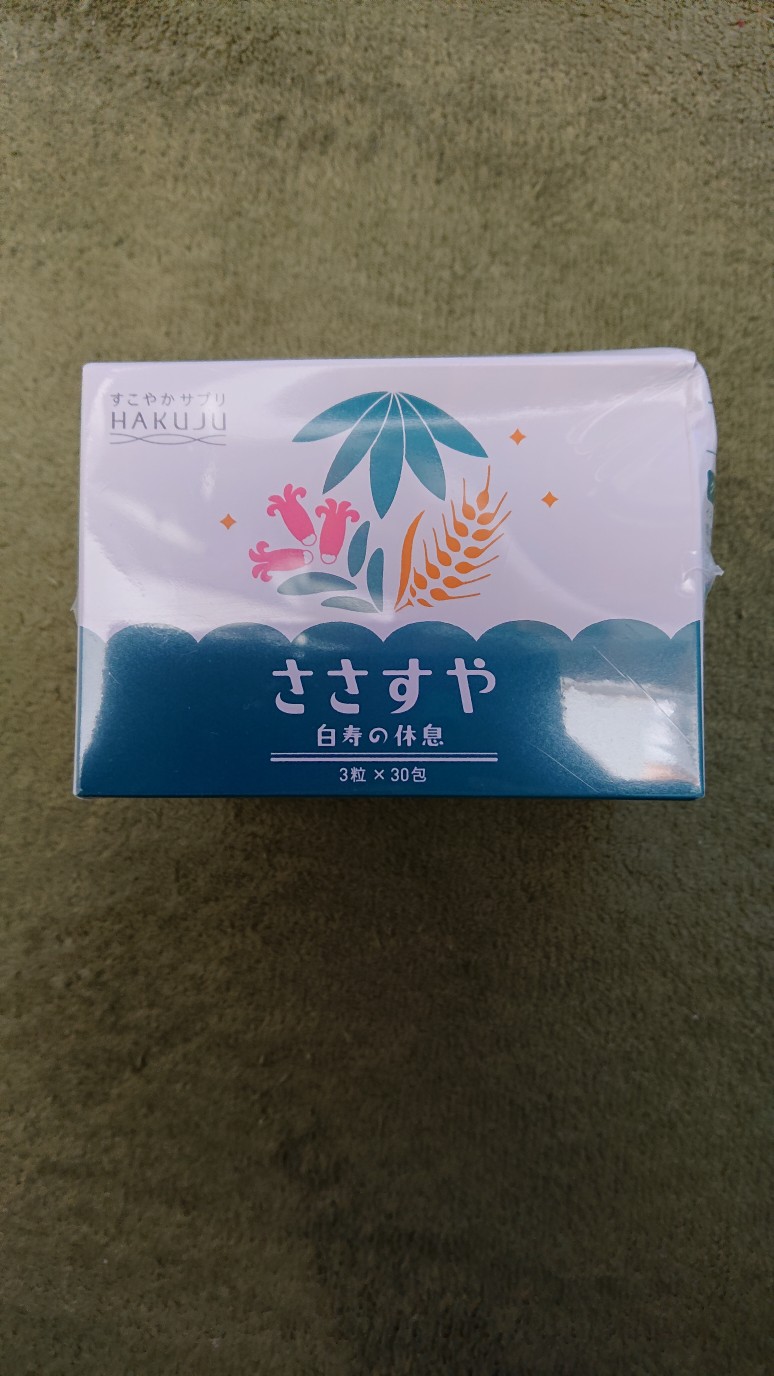 すこやかサプリ
HAKUJU
ささすや
白寿の休息
3粒×30包